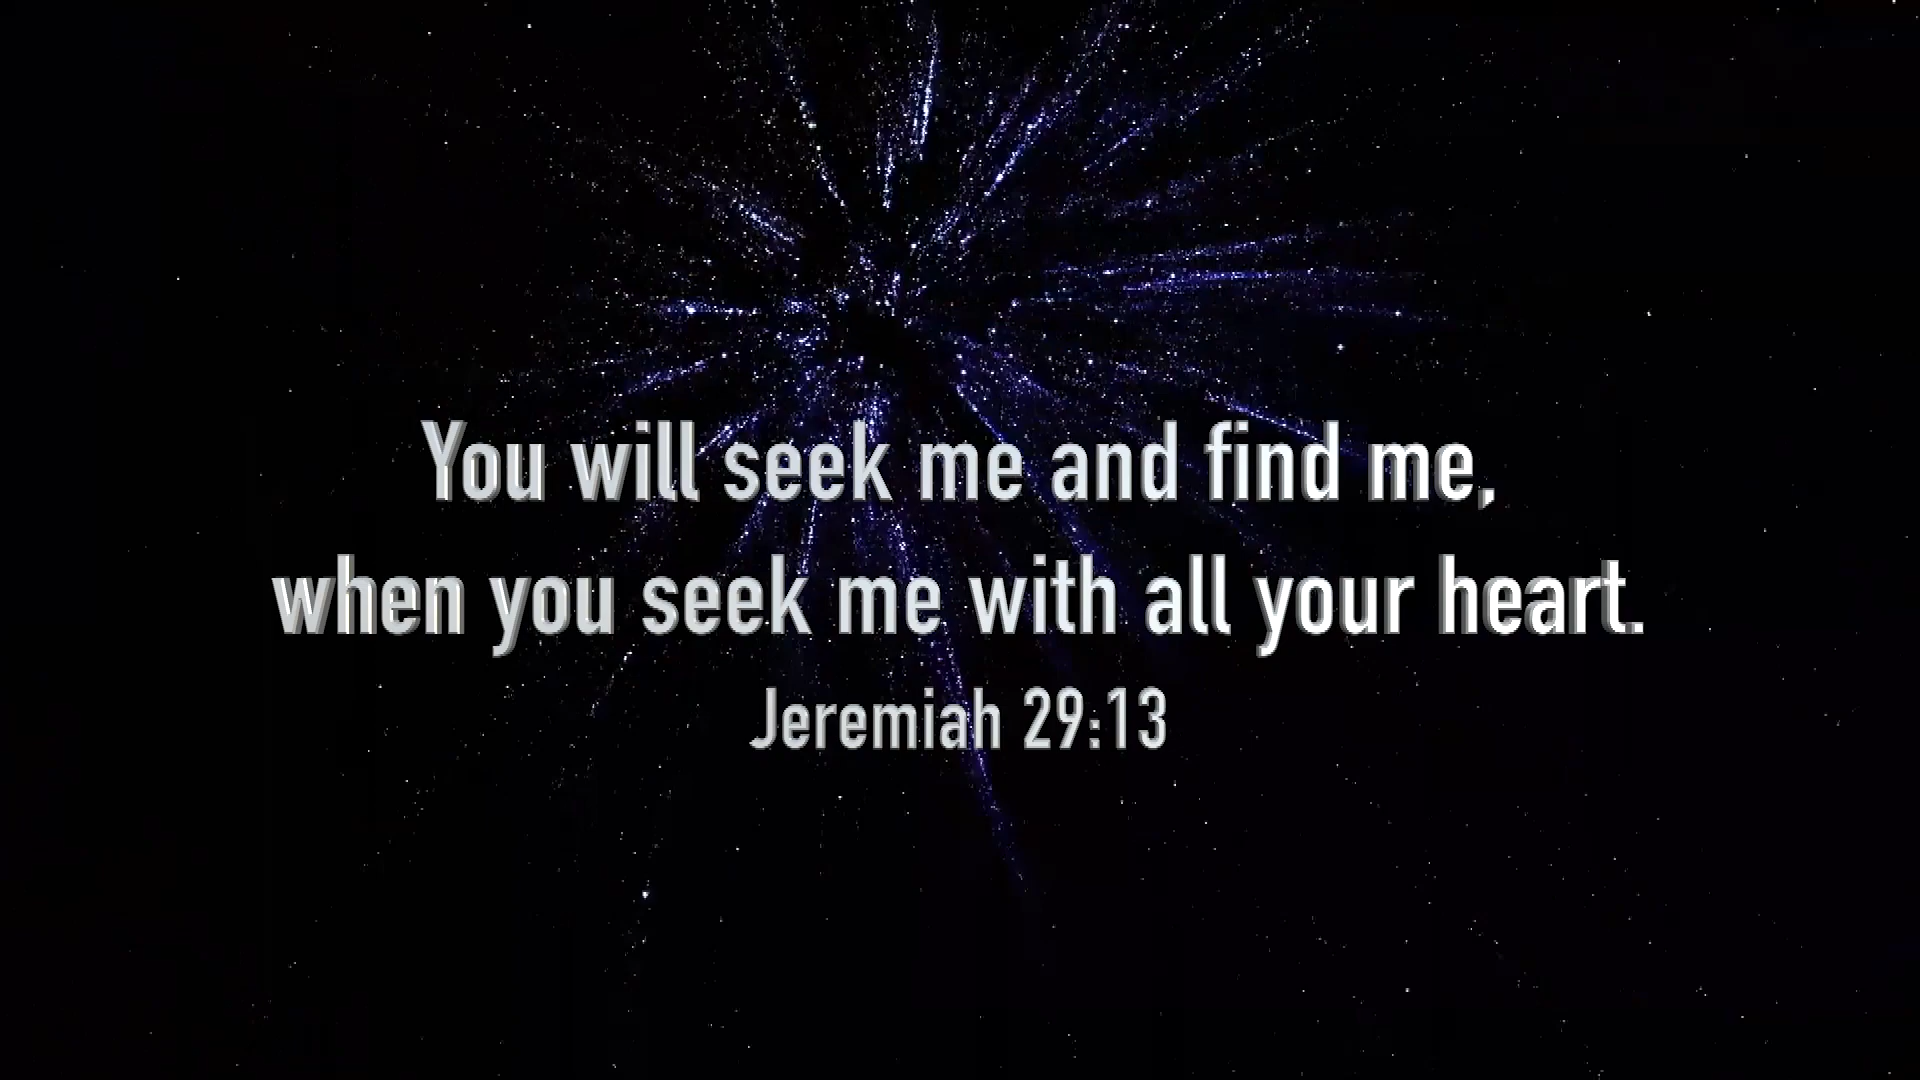 You will seek me and find me,
when you seek me with all your heart.
Jeremiah 29:13